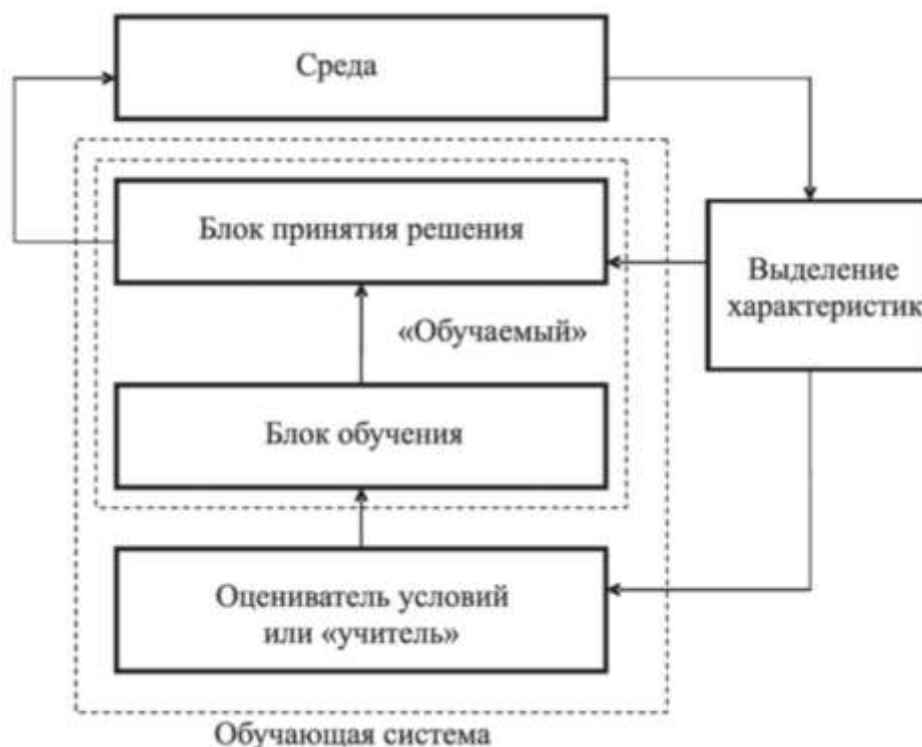 Среда
Блок принятия решения
Выделение
характеристик
«Обучаемый»
Блок обучения
Оцениватель условий
или «учитель»
Обучающая система